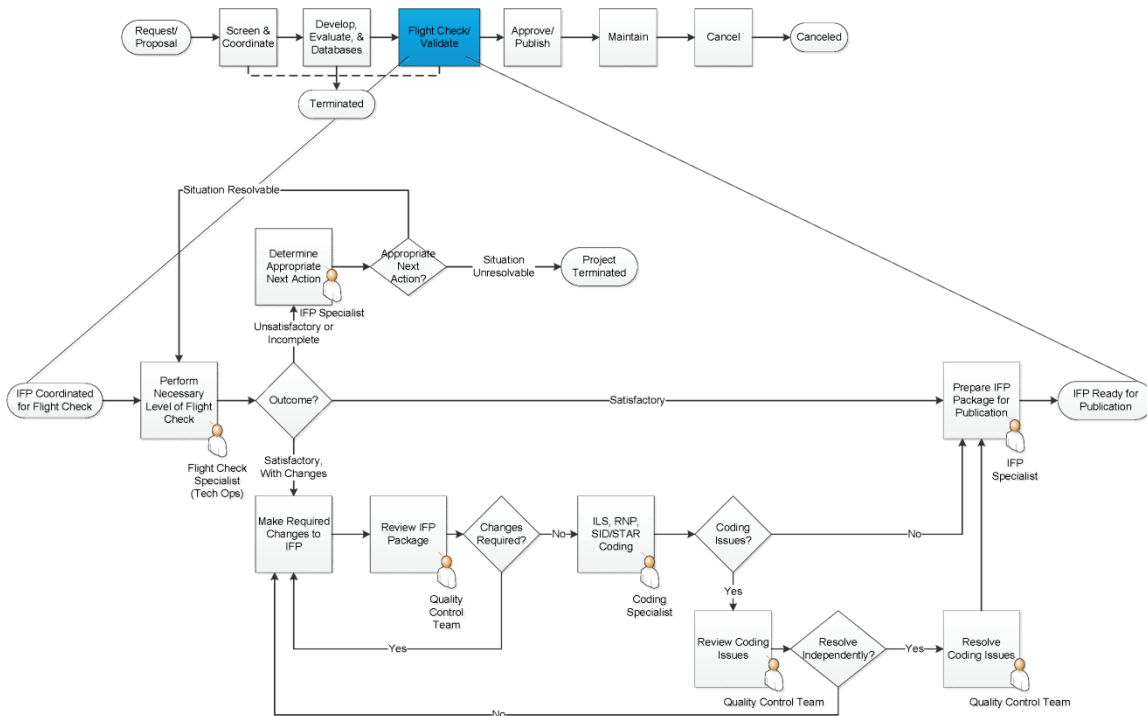 Request/
Proposal
Screen &
Coordinate
Develop,
Evaluate, &
Databases
Flight Check/
Validate
Approve/
Publish
Maintain
Cancel
Canceled
Terminated
Situation Resolvable
Determine
Appropriate
Next Action
Appropriate
Next
Action?
Situation
Unresolvable
Project
Terminated
IFP Specialist
Unsatisfactory or
Incomplete
IFP Coordinated
for Flight Check
Perform
Necessary
Level of Flight
Check
Outcome?
Satisfactory
Prepare IFP
Package for
Publication
IFP Ready for
Publication
Flight Check
Specialist
(Tech Ops)
Satisfactory,
With Changes
IFP
Specialist
Make Required
Changes to
IFP
Review IFP
Package
Changes
Required?
No
ILS, RNP,
SID/STAR
Coding
Coding
Issues?
No
Quality
Control
Team
Coding
Specialist
Yes
Yes
Review Coding
Issues
Resolve
Independently?
Yes
Resolve
Coding Issues
Quality Control Team
Quality Control Team
No